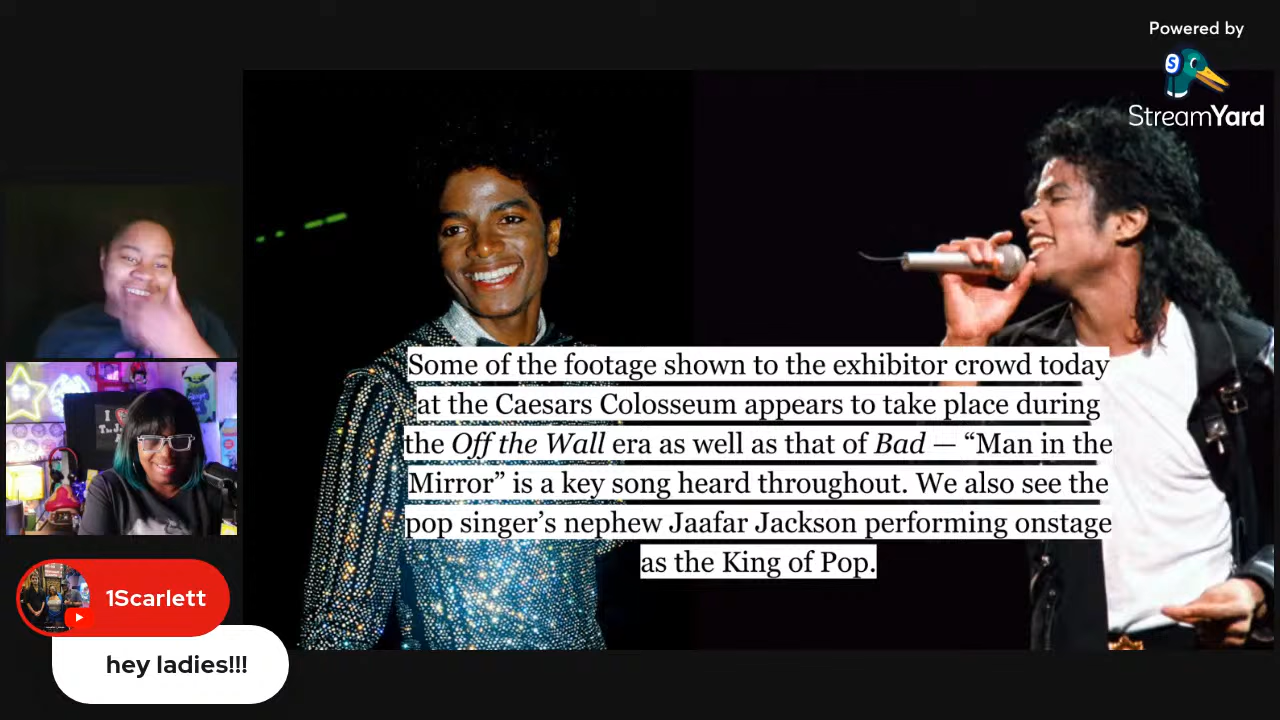 Powered by
S
StreamYard
Some of the footage shown to the exhibitor crowd today
at the Caesars Colosseum appears to take place during
the Off the Wall era as well as that of Bad — “Man in the
Mirror” is a key song heard throughout. We also see the
pop singer’s nephew Jaafar Jackson performing onstage
as the King of Pop.
1Scarlett
hey ladies!!!